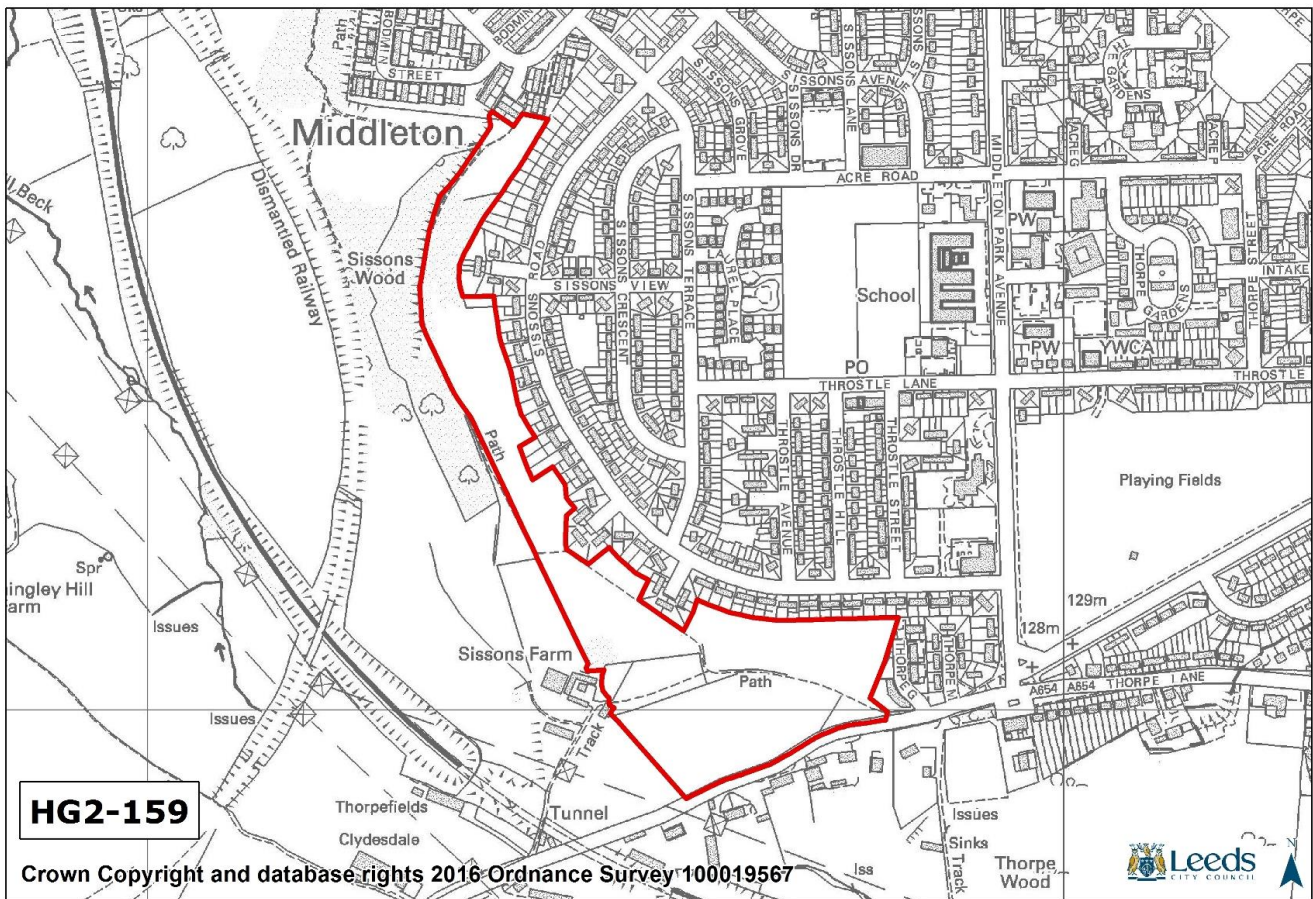 Path
BODMIN
STREET
BODMIN
Middleton
SISSONS
SISSONS AVENUE
SISSONS LANE
SISSONS
SISSONS GROVE
SISSONS DR
THE GARDENS
ACRE G
ACRE P
ACRE ROAD
ACRE ROAD
MIDDLETON PARK AVENUE
Beck
Dismantled Railway
Sissons
Wood
SISSONS ROAD
SISSONS VIEW
SISSONS CRESCENT
SISSONS TERRACE
LAUREL PLACE
School
PW
THORPE
GARDENS
THORPE STREET
INTAKE
PW
YWCA
PO
THROSTLE LANE
THROSTLE
SISSONS ROAD
Path
THROSTLE AVENUE
THROSTLE HILL
THROSTLE STREET
Playing Fields
Spr
Hill
Issues
129m
128m
Sissons Farm
THORPE G
THORPE
Path
A654 A654 THORPE LANE
Issues
Track
HG2-159
Thorpefields
Clydesdale
Tunnel
Issues
Sinks
Track
Iss
Thorpe
Wood
Crown Copyright and database rights 2016 Ordnance Survey 100019567
Leeds
CITY COUNCIL
N